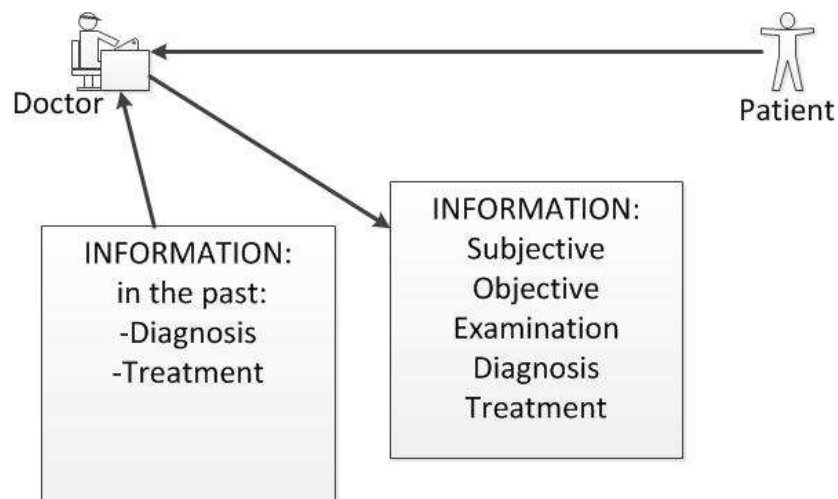 Doctor
Patient
INFORMATION:
in the past:
-Diagnosis
-Treatment
INFORMATION:
Subjective
Objective
Examination
Diagnosis
Treatment